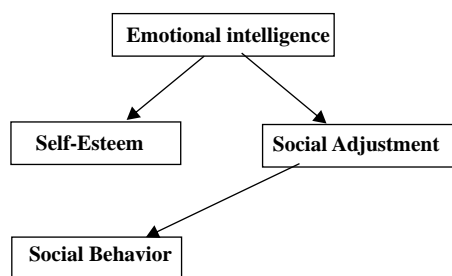 Emotional intelligence
Self-Esteem
Social Adjustment
Social Behavior